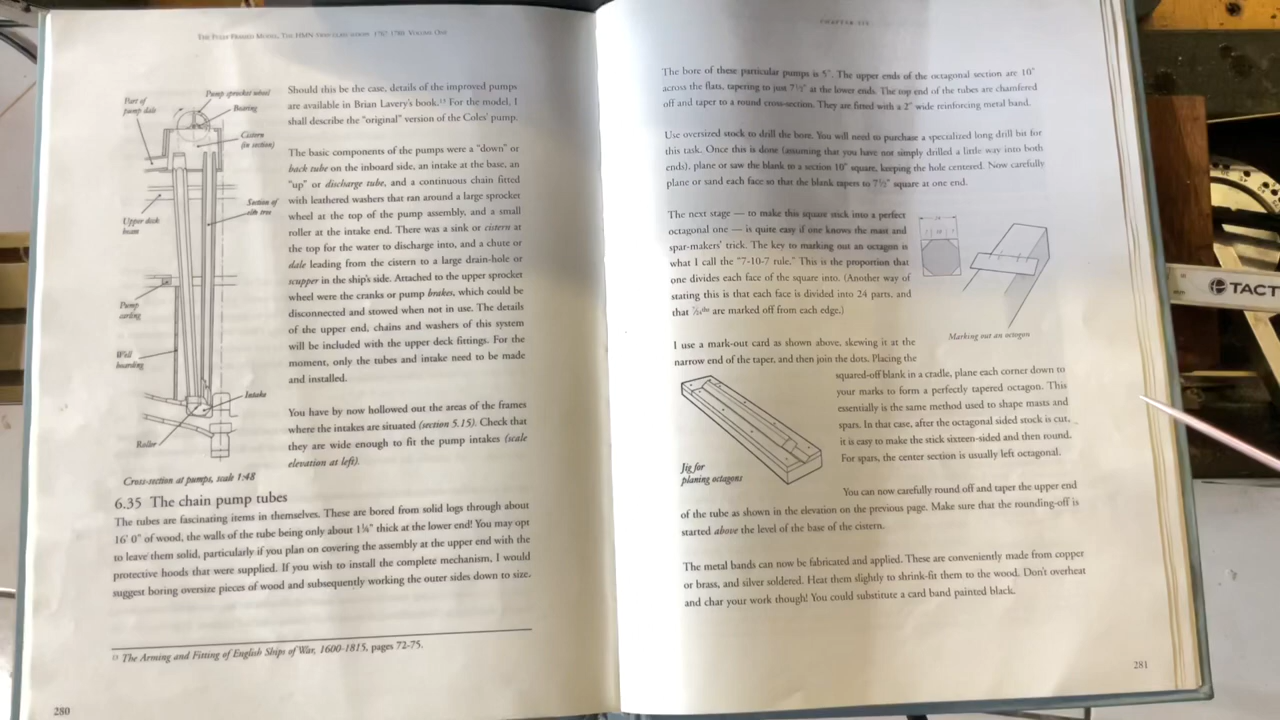 THE FULLY FRAMED MODEL, THE HMN SWAN CLASS SLOOPS 1767-1780 VOLUME ONE
Part of
pump dale
Pump sprocket wheel
Bearing
Cistern
(in section)
Section of
elm tree
Upper deck
beam
Pump
carling
Well
boarding
Intake
Roller
Cross-section at pumps, scale 1:48
Should this be the case, details of the improved pumps
are available in Brian Lavery's book.¹³ For the model, I
shall describe the "original" version of the Coles' pump.
The basic components of the pumps were a "down" or
back tube on the inboard side, an intake at the base, an
"up" or discharge tube, and a continuous chain fitted
with leathered washers that ran around a large sprocket
wheel at the top of the pump assembly, and a small
roller at the intake end. There was a sink or cistern at
the top for the water to discharge into, and a chute or
dale leading from the cistern to a large drain-hole or
scupper in the ship's side. Attached to the upper sprocket
wheel were the cranks or pump brakes, which could be
disconnected and stowed when not in use. The details
of the upper end, chains and washers of this system
will be included with the upper deck fittings. For the
moment, only the tubes and intake need to be made
and installed.
You have by now hollowed out the areas of the frames
where the intakes are situated (section 5.15). Check that
they are wide enough to fit the pump intakes (scale
elevation at left).
6.35 The chain pump tubes
The tubes are fascinating items in themselves. These are bored from solid logs through about
16' 0" of wood, the walls of the tube being only about 1¼" thick at the lower end! You may opt
to leave them solid, particularly if you plan on covering the assembly at the upper end with the
protective hoods that were supplied. If you wish to install the complete mechanism, I would
suggest boring oversize pieces of wood and subsequently working the outer sides down to size.
¹³ The Arming and Fitting of English Ships of War, 1600-1815, pages 72-75.
280
CHAPTER SIX
The bore of these particular pumps is 5". The upper ends of the octagonal section are 10"
across the flats, tapering to just 7½" at the lower ends. The top end of the tubes are chamfered
off and taper to a round cross-section. They are fitted with a 2" wide reinforcing metal band.
Use oversized stock to drill the bore. You will need to purchase a specialized long drill bit for
this task. Once this is done (assuming that you have not simply drilled a little way into both
ends), plane or saw the blank to a section 10" square, keeping the hole centered. Now carefully
plane or sand each face so that the blank tapers to 7½" square at one end.
The next stage — to make this square stick into a perfect
octagonal one — is quite easy if one knows the mast and
spar-makers' trick. The key to marking out an octagon is
what I call the "7-10-7 rule." This is the proportion that
one divides each face of the square into. (Another way of
stating this is that each face is divided into 24 parts, and
that ⁷⁄₂₄ᵗʰˢ are marked off from each edge.)
24
7 10 7
Marking out an octagon
I use a mark-out card as shown above, skewing it at the
narrow end of the taper, and then join the dots. Placing the
squared-off blank in a cradle, plane each corner down to
your marks to form a perfectly tapered octagon. This
essentially is the same method used to shape masts and
spars. In that case, after the octagonal sided stock is cut,
it is easy to make the stick sixteen-sided and then round.
For spars, the center section is usually left octagonal.
Jig for
planing octagons
You can now carefully round off and taper the upper end
of the tube as shown in the elevation on the previous page. Make sure that the rounding-off is
started above the level of the base of the cistern.
The metal bands can now be fabricated and applied. These are conveniently made from copper
or brass, and silver soldered. Heat them slightly to shrink-fit them to the wood. Don't overheat
and char your work though! You could substitute a card band painted black.
281
TACT